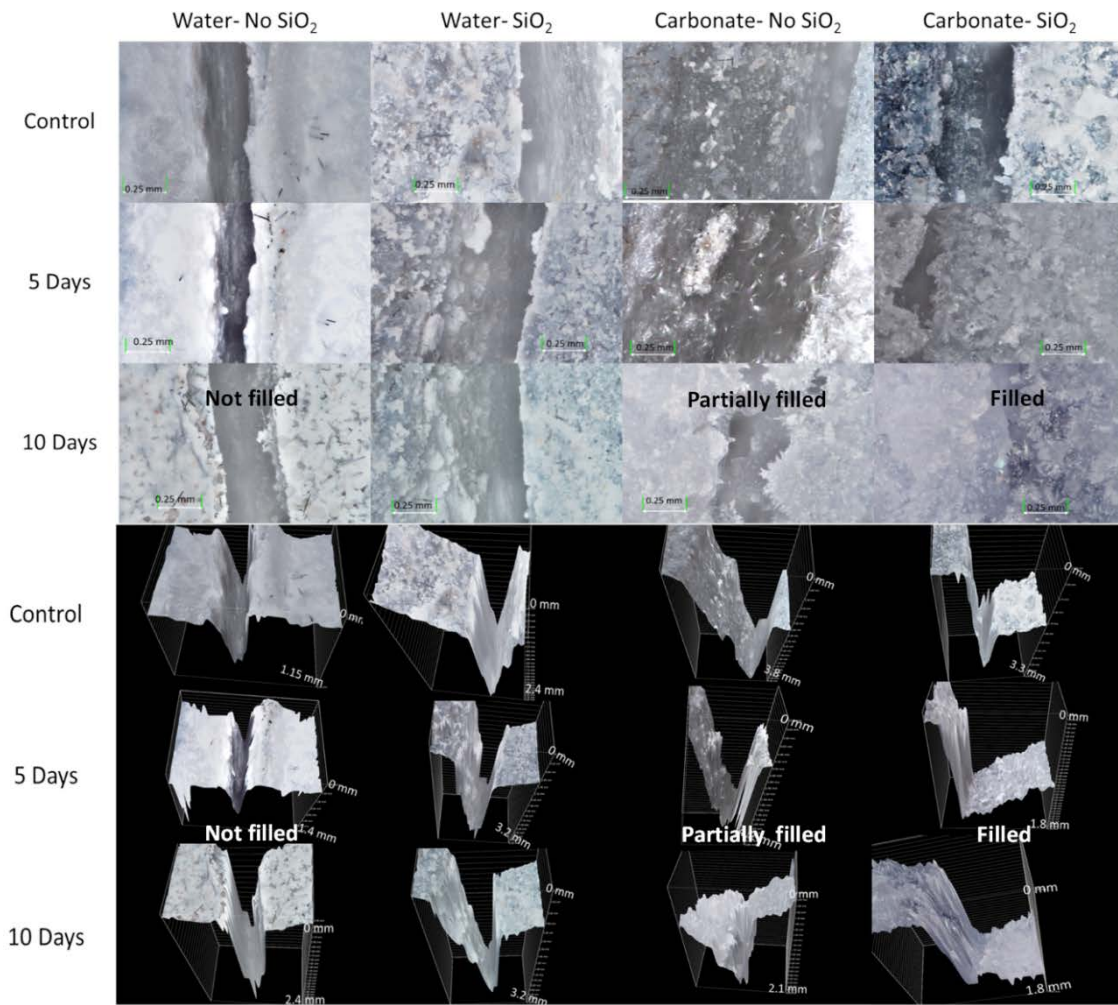 Water- No SiO₂ Water- SiO₂ Carbonate- No SiO₂ Carbonate- SiO₂
Control
0.25 mm 0.25 mm 0.25 mm 0.25 mm
5 Days
0.25 mm 0.25 mm 0.25 mm 0.25 mm
Not filled Partially filled Filled
10 Days
0.25 mm 0.25 mm 0.25 mm 0.25 mm
Control
0 mm 0 mm 0 mm 0 mm
1.15 mm 2.4 mm 3.8 mm 3.3 mm
5 Days
0 mm 0 mm 0 mm 0 mm
1.4 mm 3.2 mm mm 1.8 mm
Not filled Partially filled Filled
10 Days
0 mm 0 mm 0 mm 0 mm
2.4 mm 3.2 mm 2.1 mm 1.8 mm